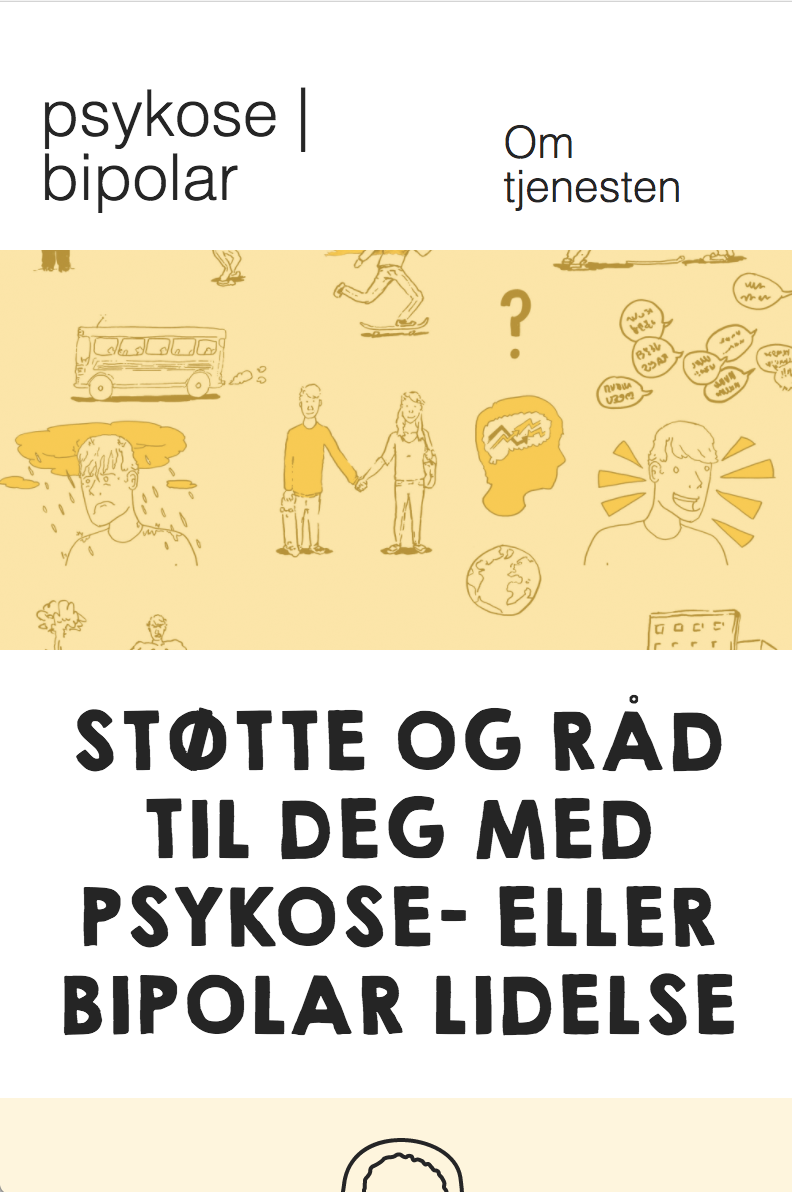 psykose |
bipolar
Om
tjenesten
?
STØTTE OG RÅD
TIL DEG MED
PSYKOSE- ELLER
BIPOLAR LIDELSE